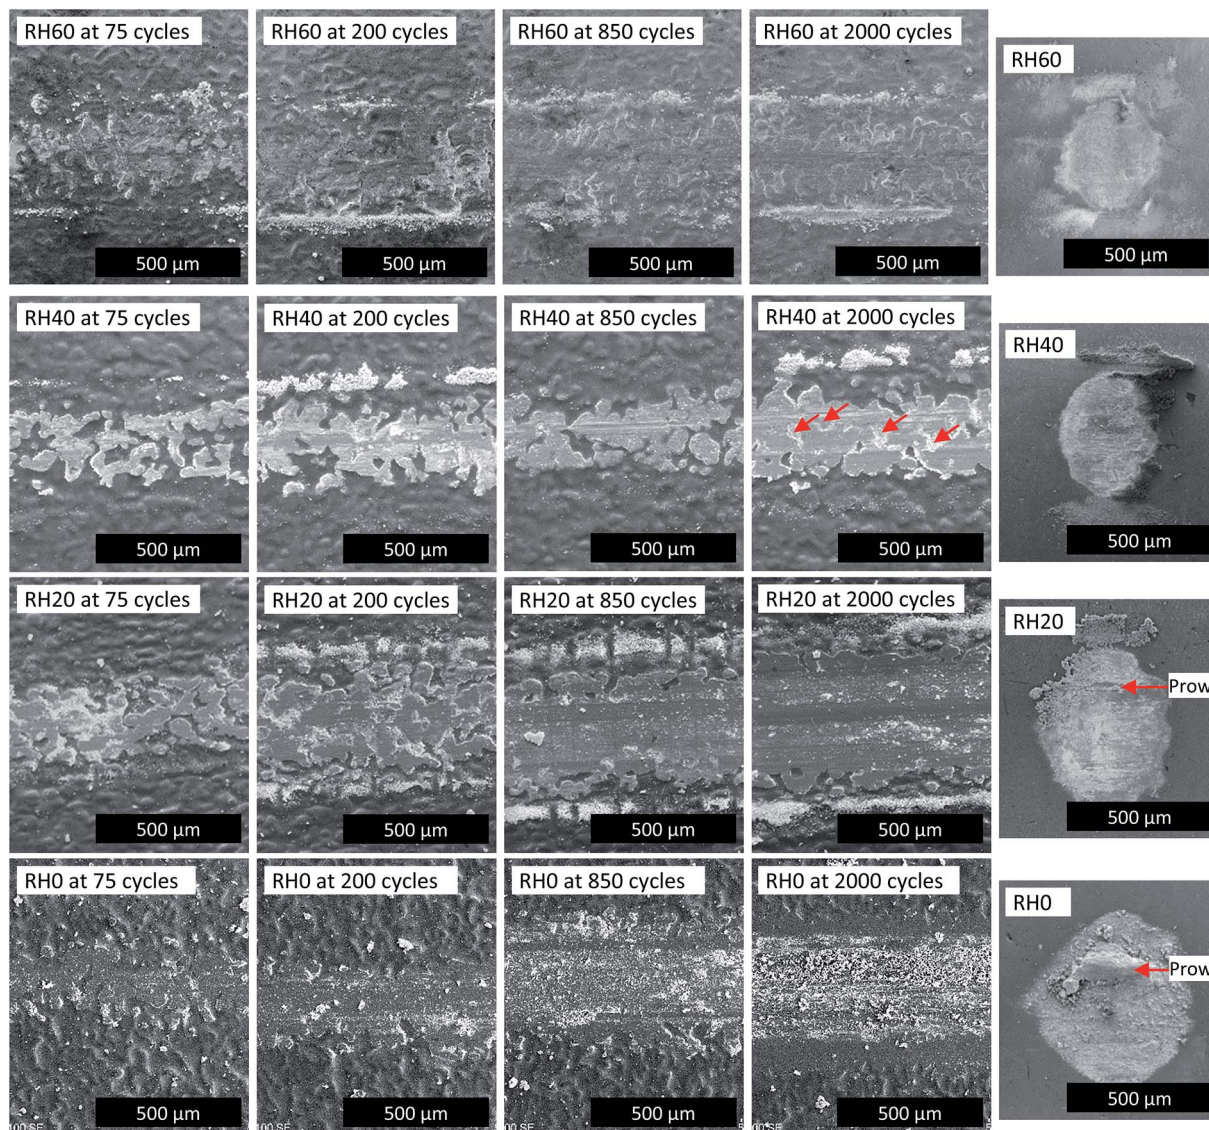 RH60 at 75 cycles
RH60 at 200 cycles
RH60 at 850 cycles
RH60 at 2000 cycles
RH60
500 µm
500 µm
500 µm
500 µm
500 µm
RH40 at 75 cycles
RH40 at 200 cycles
RH40 at 850 cycles
RH40 at 2000 cycles
RH40
500 µm
500 µm
500 µm
500 µm
500 µm
RH20 at 75 cycles
RH20 at 200 cycles
RH20 at 850 cycles
RH20 at 2000 cycles
RH20
Prow
500 µm
500 µm
500 µm
500 µm
500 µm
RH0 at 75 cycles
RH0 at 200 cycles
RH0 at 850 cycles
RH0 at 2000 cycles
RH0
Prow
500 µm
500 µm
500 µm
500 µm
500 µm